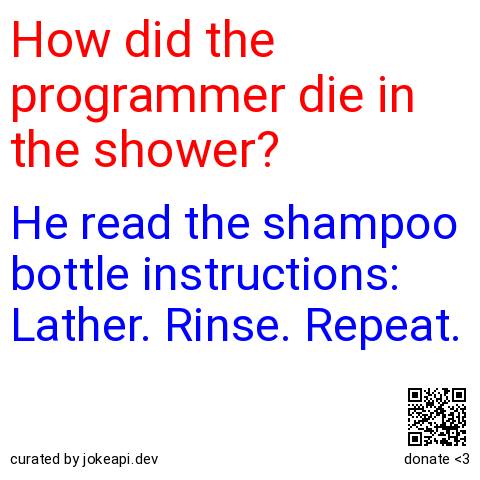 How did the
programmer die in
the shower?
He read the shampoo
bottle instructions:
Lather. Rinse. Repeat.
curated by jokeapi.dev
donate <3